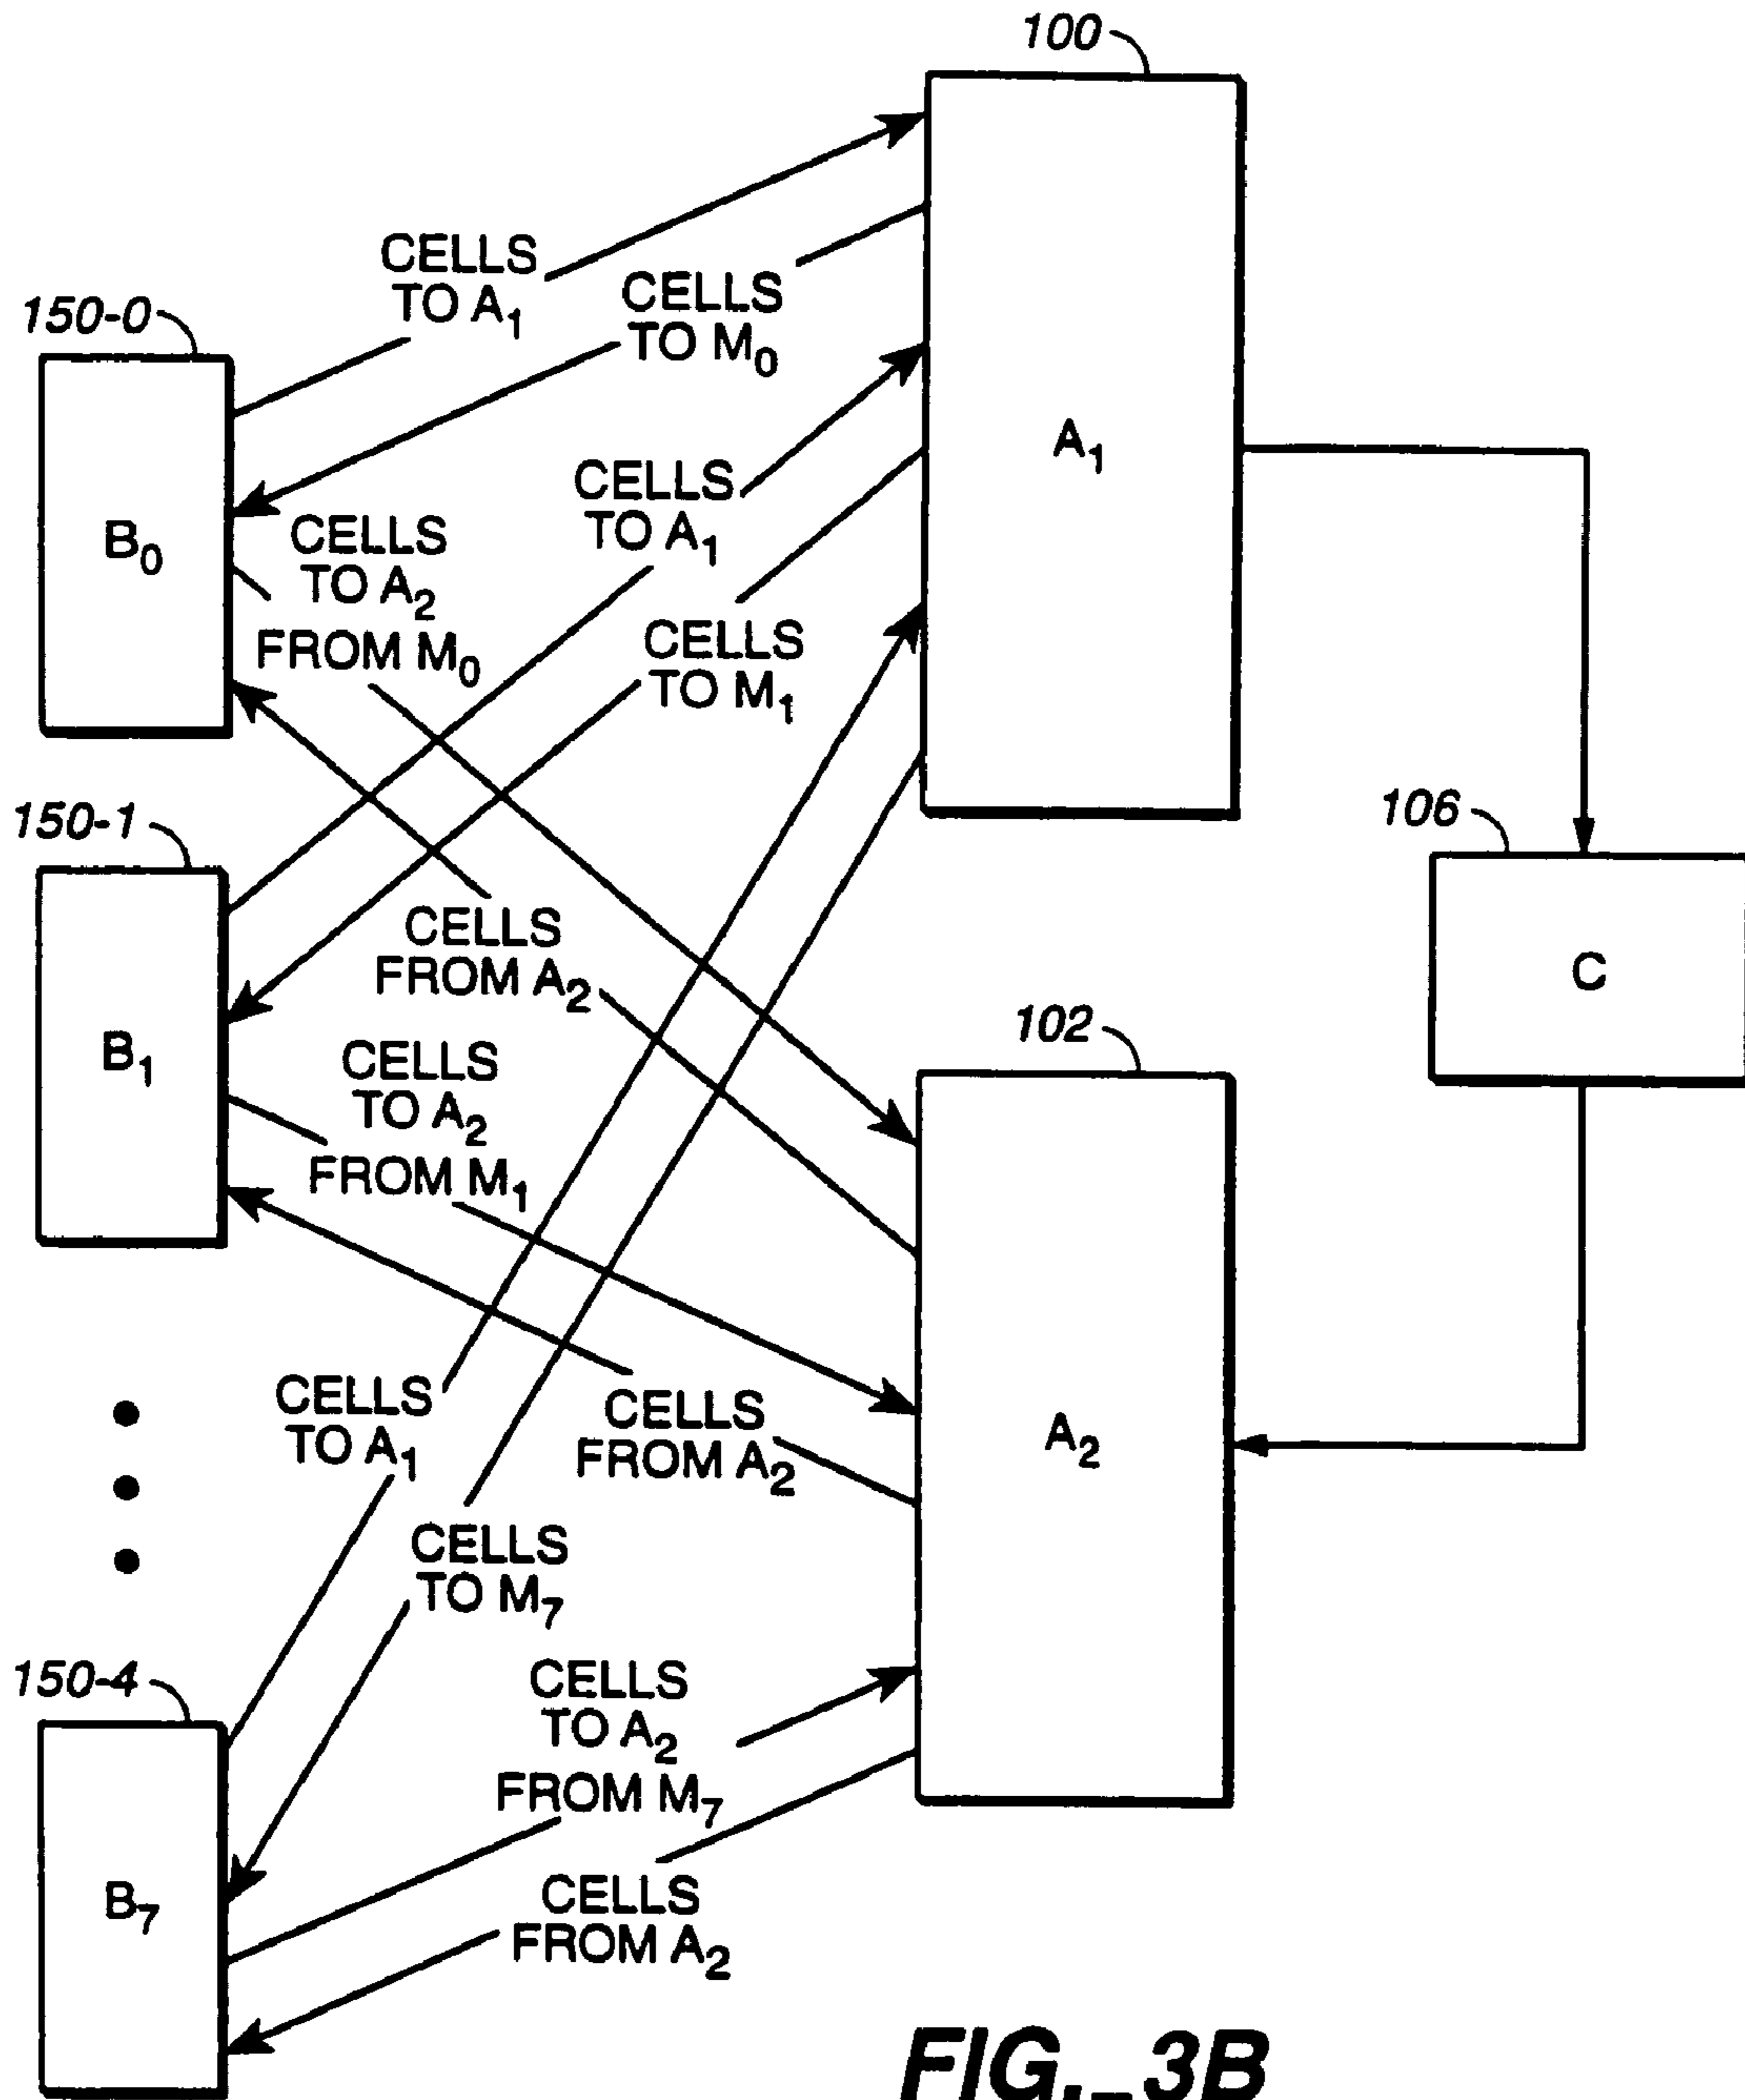 100
CELLS
TO A₁
CELLS
TO M₀
150-0
A₁
CELLS
TO A₁
B₀
CELLS
TO A₂
FROM M₀
CELLS
TO M₁
150-1
106
CELLS
FROM A₂
C
102
B₁
CELLS
TO A₂
FROM M₁
CELLS
TO A₁
CELLS
FROM A₂
A₂
CELLS
TO M₇
150-4
CELLS
TO A₂
FROM M₇
B₇
CELLS
FROM A₂
FIG._3B